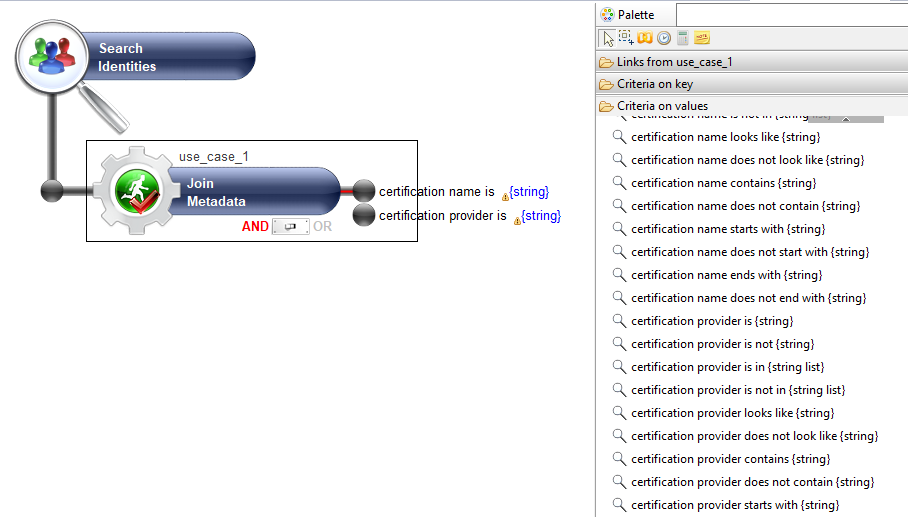 Search
Identities
use_case_1
Join
Metadata
AND OR
certification name is {string}
certification provider is {string}
Palette
Links from use_case_1
Criteria on key
Criteria on values
certification name is not in {string list}
certification name looks like {string}
certification name does not look like {string}
certification name contains {string}
certification name does not contain {string}
certification name starts with {string}
certification name does not start with {string}
certification name ends with {string}
certification name does not end with {string}
certification provider is {string}
certification provider is not {string}
certification provider is in {string list}
certification provider is not in {string list}
certification provider looks like {string}
certification provider does not look like {string}
certification provider contains {string}
certification provider does not contain {string}
certification provider starts with {string}